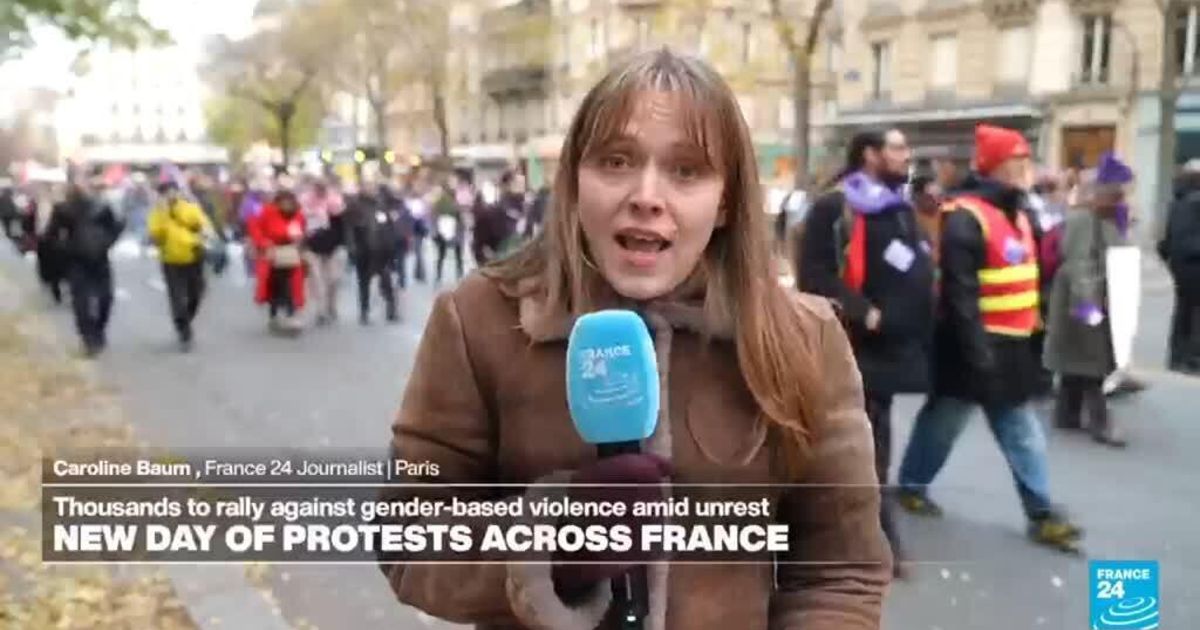 FRANCE
24
Caroline Baum , France 24 Journalist | Paris
Thousands to rally against gender-based violence amid unrest
NEW DAY OF PROTESTS ACROSS FRANCE
FRANCE
24